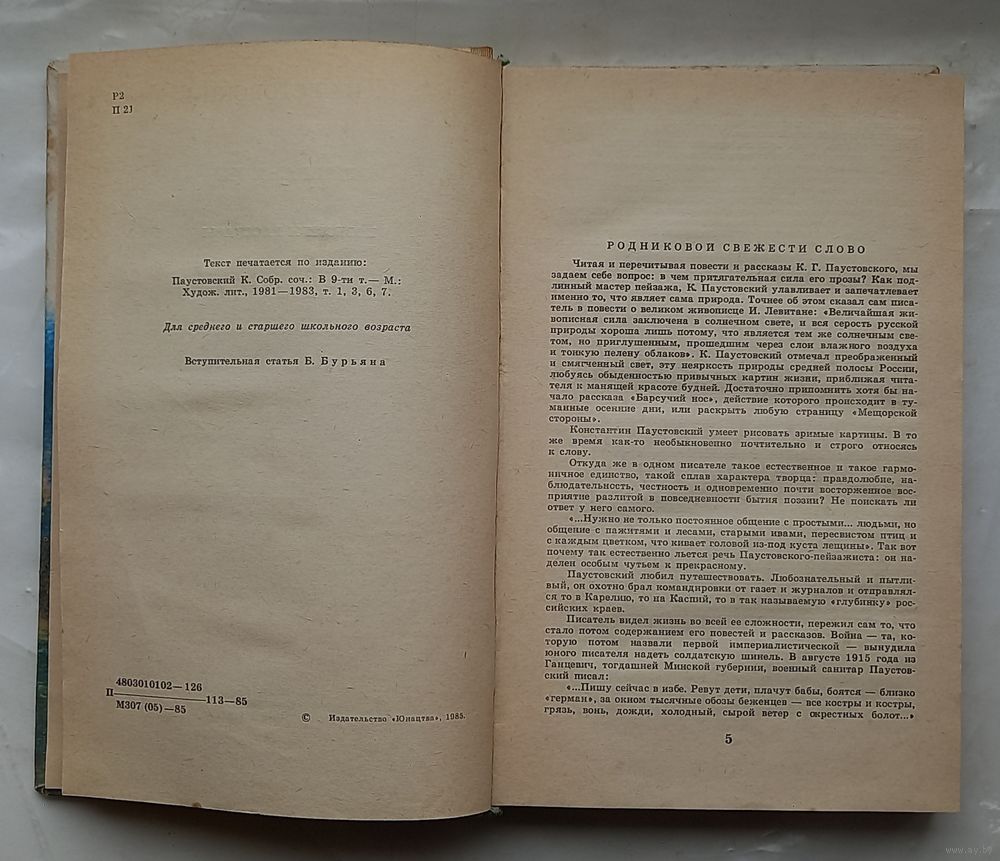 Р2
П 21
Текст печатается по изданию:
Паустовский К. Собр. соч.: В 9-ти т.— М.:
Худож. лит., 1981—1983, т. 1, 3, 6, 7.
Для среднего и старшего школьного возраста
Вступительная статья Б. Бурьяна
4803010102—126
П———113—85
М307 (05)—85
© Издательство «Юнацтва», 1985.
РОДНИКОВОЙ СВЕЖЕСТИ СЛОВО
Читая и перечитывая повести и рассказы К. Г. Паустовского, мы
задаем себе вопрос: в чем притягательная сила его прозы? Как под-
линный мастер пейзажа, К. Паустовский улавливает и запечатлевает
именно то, что являет сама природа. Точнее об этом сказал сам писа-
тель в повести о великом живописце И. Левитане: «Величайшая жи-
вописная сила заключена в солнечном свете, и вся серость русской
природы хороша лишь потому, что является тем же солнечным све-
том, но приглушенным, прошедшим через слои влажного воздуха
и тонкую пелену облаков». К. Паустовский отмечал преображенный
и смягченный свет, эту неяркость природы средней полосы России,
любуясь обыденностью привычных картин жизни, приближая чита-
теля к манящей красоте будней. Достаточно припомнить хотя бы на-
чало рассказа «Барсучий нос», действие которого происходит в ту-
манные осенние дни, или раскрыть любую страницу «Мещорской
стороны».
Константин Паустовский умеет рисовать зримые картины. В то
же время как-то необыкновенно почтительно и строго относясь
к слову.
Откуда же в одном писателе такое естественное и такое гармо-
ничное единство, такой сплав характера творца: правдолюбие, на-
блюдательность, честность и одновременно почти восторженное вос-
приятие разлитой в повседневности бытия поэзии? Не поискать ли
ответ у него самого.
«...Нужно не только постоянное общение с простыми... людьми, но
общение с пажитями и лесами, старыми ивами, пересвистом птиц и
с каждым цветком, что кивает головой из-под куста лещины». Так вот
почему так естественно льется речь Паустовского-пейзажиста: он на-
делен особым чутьем к прекрасному.
Паустовский любил путешествовать. Любознательный и пытли-
вый, он охотно брал командировки от газет и журналов и отправлял-
ся то в Карелию, то на Каспий, то в так называемую «глубинку» рос-
сийских краев.
Писатель видел жизнь во всей ее сложности, пережил сам то, что
стало потом содержанием его повестей и рассказов. Война — та, ко-
торую потом назвали первой империалистической — вынудила
юного писателя надеть солдатскую шинель. В августе 1915 года из
Ганцевич, тогдашней Минской губернии, военный санитар Паустов-
ский писал:
«...Пишу сейчас в избе. Ревут дети, плачут бабы, боятся — близко
«герман», за окном тысячные обозы беженцев — все костры и костры,
грязь, вонь, дожди, холодный, сырой ветер с окрестных болот...»
5
www.ay.by